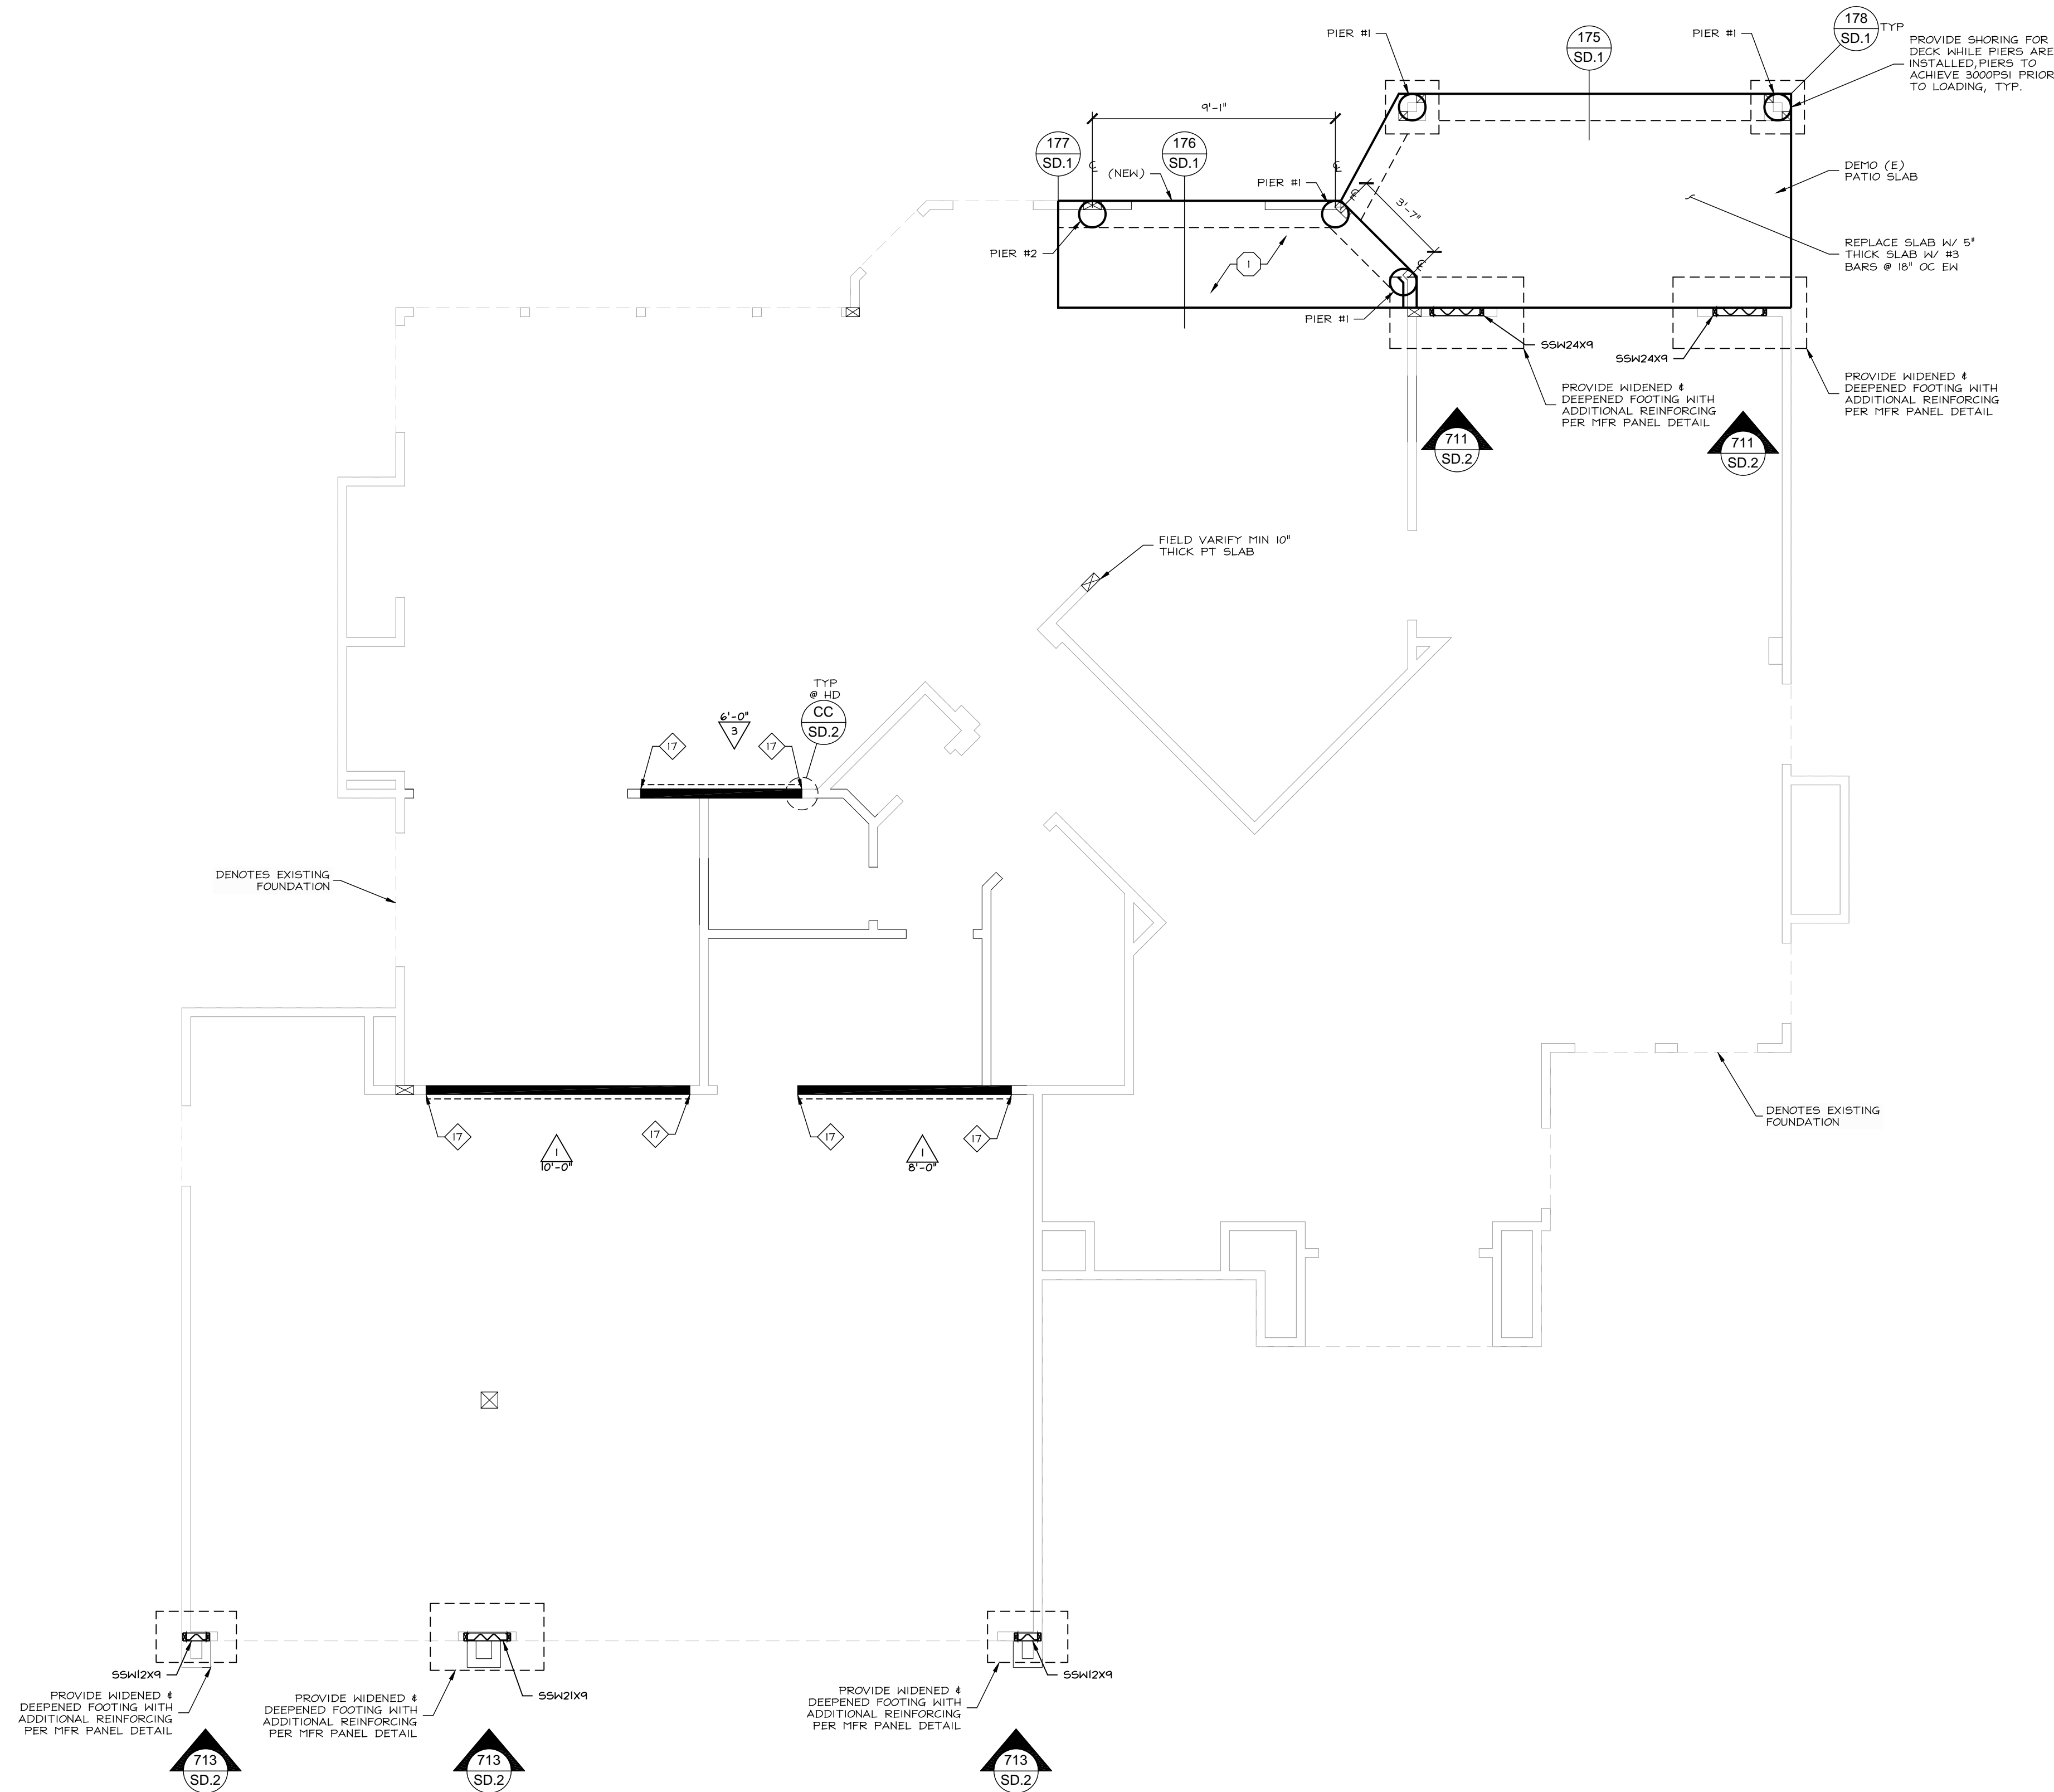 178
SD.1
TYP
PIER #1
175
SD.1
PIER #1
PROVIDE SHORING FOR
DECK WHILE PIERS ARE
INSTALLED,PIERS TO
ACHIEVE 3000PSI PRIOR
TO LOADING, TYP.
9'-1"
177
SD.1
℄
(NEW)
176
SD.1
PIER #1
℄
℄
3'-7"
℄
DEMO (E)
PATIO SLAB
PIER #2
1
REPLACE SLAB W/ 5"
THICK SLAB W/ #3
BARS @ 18" OC EW
PIER #1
SSW24X9
SSW24X9
PROVIDE WIDENED &
DEEPENED FOOTING WITH
ADDITIONAL REINFORCING
PER MFR PANEL DETAIL
PROVIDE WIDENED &
DEEPENED FOOTING WITH
ADDITIONAL REINFORCING
PER MFR PANEL DETAIL
711
SD.2
711
SD.2
FIELD VARIFY MIN 10"
THICK PT SLAB
TYP
@ HD
CC
SD.2
6'-0"
3
17
17
DENOTES EXISTING
FOUNDATION
DENOTES EXISTING
FOUNDATION
17
1
10'-0"
17
17
1
8'-0"
17
SSW12X9
PROVIDE WIDENED &
DEEPENED FOOTING WITH
ADDITIONAL REINFORCING
PER MFR PANEL DETAIL
SSW21X9
PROVIDE WIDENED &
DEEPENED FOOTING WITH
ADDITIONAL REINFORCING
PER MFR PANEL DETAIL
SSW12X9
PROVIDE WIDENED &
DEEPENED FOOTING WITH
ADDITIONAL REINFORCING
PER MFR PANEL DETAIL
713
SD.2
713
SD.2
713
SD.2